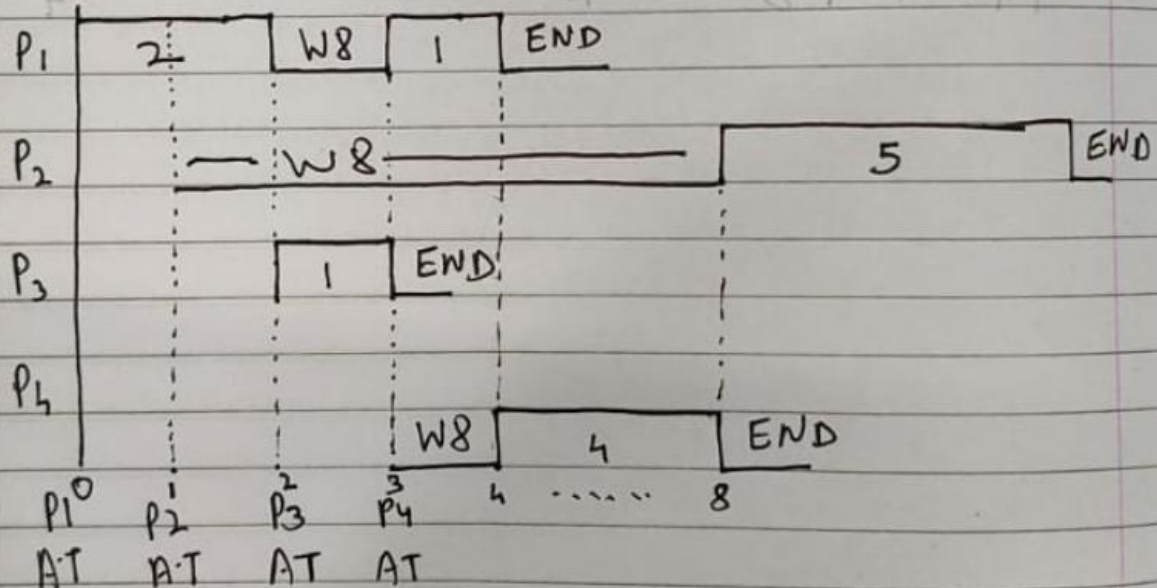 P1 2 W8 1 END
P2 W8 5 END
P3 1 END
P4
W8 4 END
0 1 2 3 4 ...... 8
P1 P2 P3 P4
A.T A.T AT AT